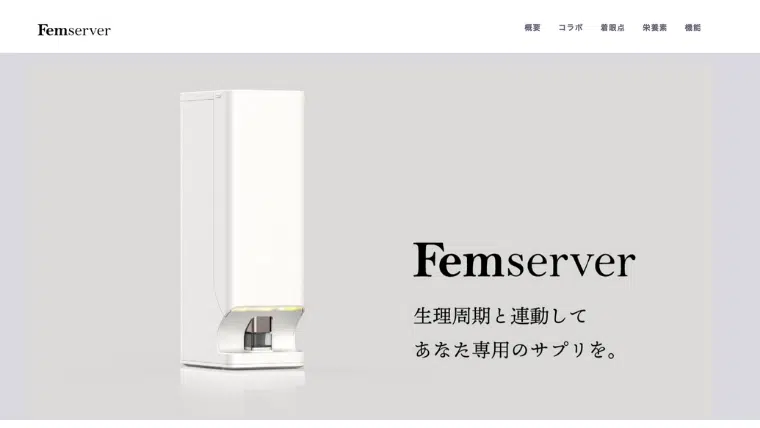 Femserver
概要 コラボ 着眼点 栄養素 機能
Femserver
生理周期と連動して
あなた専用のサプリを。